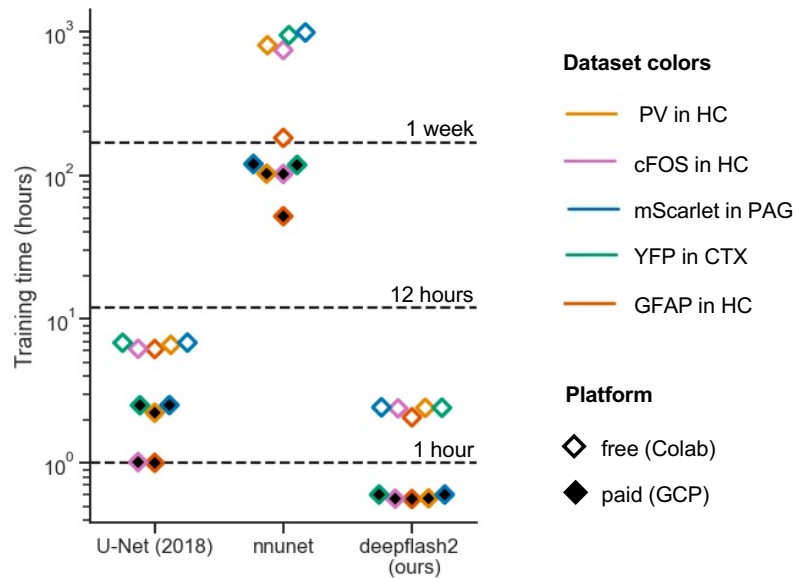 10³
10²
10¹
10⁰
Training time (hours)
1 week
12 hours
1 hour
U-Net (2018)
nnunet
deepflash2
(ours)
Dataset colors
PV in HC
cFOS in HC
mScarlet in PAG
YFP in CTX
GFAP in HC
Platform
free (Colab)
paid (GCP)